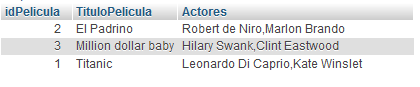 idPelicula TituloPelicula Actores
2 El Padrino Robert de Niro,Marlon Brando
3 Million dollar baby Hilary Swank,Clint Eastwood
1 Titanic Leonardo Di Caprio,Kate Winslet